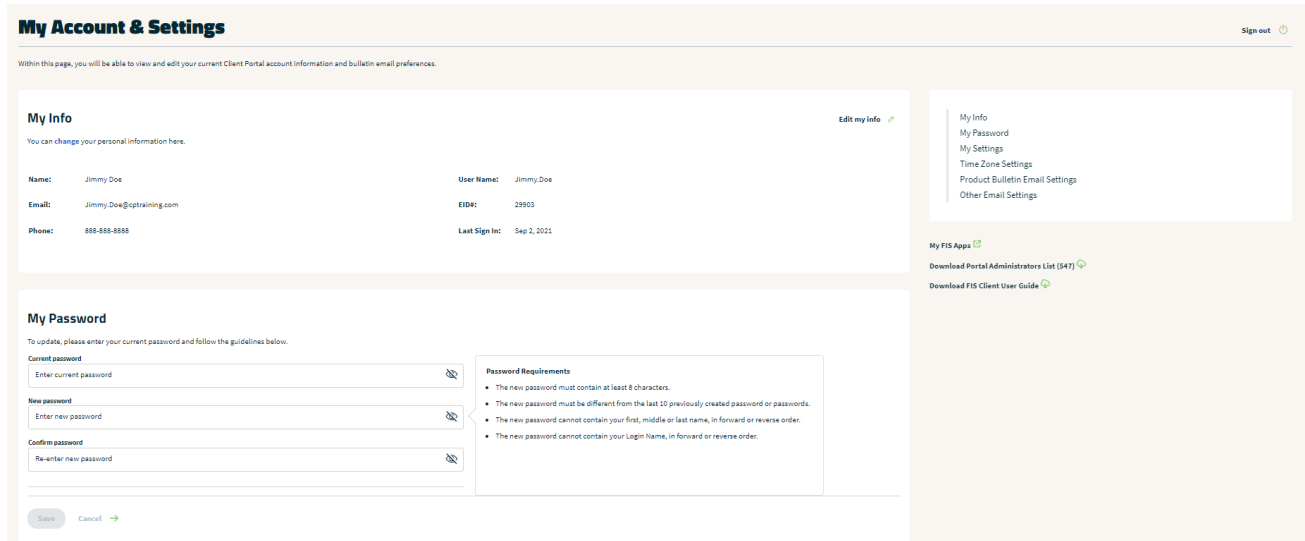 My Account & Settings
Sign out
Within this page, you will be able to view and edit your current Client Portal account information and bulletin email preferences.
My Info
Edit my info
You can change your personal information here.
Name: Jimmy Doe
User Name: Jimmy.Doe
Email: Jimmy.Doe@cptraining.com
EID#: 29903
Phone: 888-888-8888
Last Sign In: Sep 2, 2021
My Password
To update, please enter your current password and follow the guidelines below.
Current password
Enter current password
New password
Enter new password
Confirm password
Re-enter new password
Password Requirements
• The new password must contain at least 8 characters.
• The new password must be different from the last 10 previously created password or passwords.
• The new password cannot contain your first, middle or last name, in forward or reverse order.
• The new password cannot contain your Login Name, in forward or reverse order.
Save
Cancel
My Info
My Password
My Settings
Time Zone Settings
Product Bulletin Email Settings
Other Email Settings
My FIS Apps
Download Portal Administrators List (547)
Download FIS Client User Guide